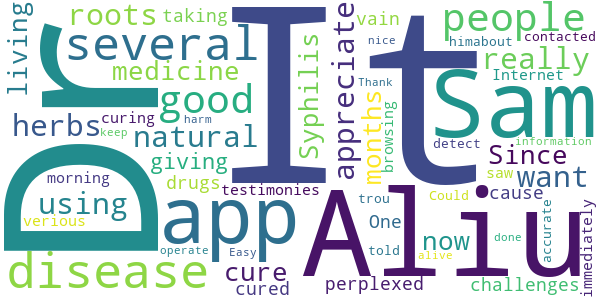 living
roots
taking
several
medicine
good
herbs
curing
keep
harm
natural
morning
giving
drugs
using
verious
operate
Easy
disease
cure
cured
Dr
app
I
testimonies
Syphilis
appreciate
months
vain
nice
Thank
browsing
It
people
contacted
himabout
really
Internet
Sam
information
detect
Since
saw
want
Could
cause
trou
One
told
now
alive
done
accurate
immediately
Aliu
perplexed
challenges